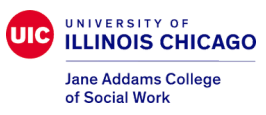 UIC
UNIVERSITY OF
ILLINOIS CHICAGO
Jane Addams College
of Social Work